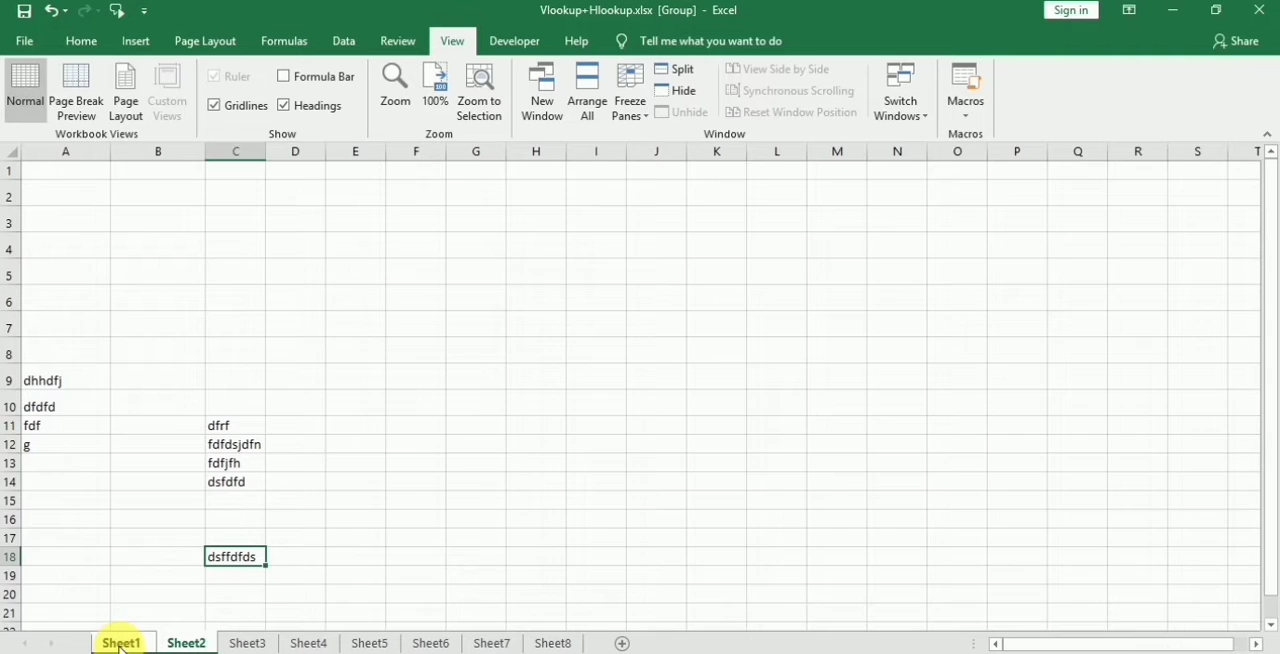 Vlookup+Hlookup.xlsx [Group] - Excel
Sign in
File Home Insert Page Layout Formulas Data Review View Developer Help Tell me what you want to do Share
Normal
Page Break Preview
Page Layout
Custom Views
Workbook Views
Ruler
Formula Bar
Gridlines
Headings
Show
Zoom
100
100%
Zoom to Selection
Zoom
New Window
Arrange All
Freeze Panes
Split
Hide
Unhide
View Side by Side
Synchronous Scrolling
Reset Window Position
Window
Switch Windows
Macros
Macros
A B C D E F G H I J K L M N O P Q R S T
1
2
3
4
5
6
7
8
9 dhhdfj
10 dfdfd
11 fdf dfrf
12 g fdfdsjdfn
13 fdfjfh
14 dsfdfd
15
16
17
18 dsffdfds
19
20
21
Sheet1 Sheet2 Sheet3 Sheet4 Sheet5 Sheet6 Sheet7 Sheet8